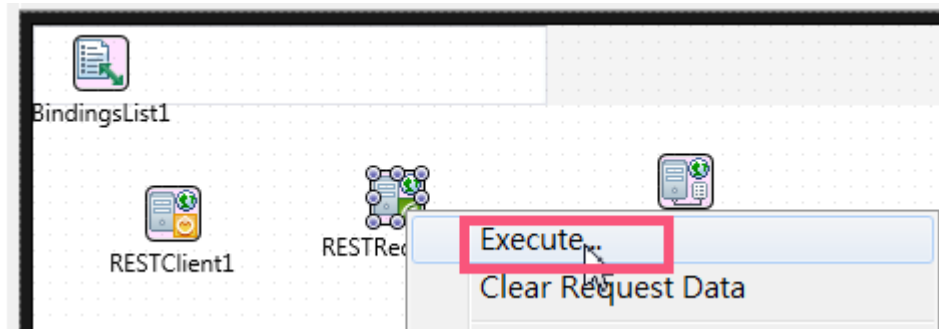 BindingsList1
RESTClient1
RESTRe
Execute...
Clear Request Data